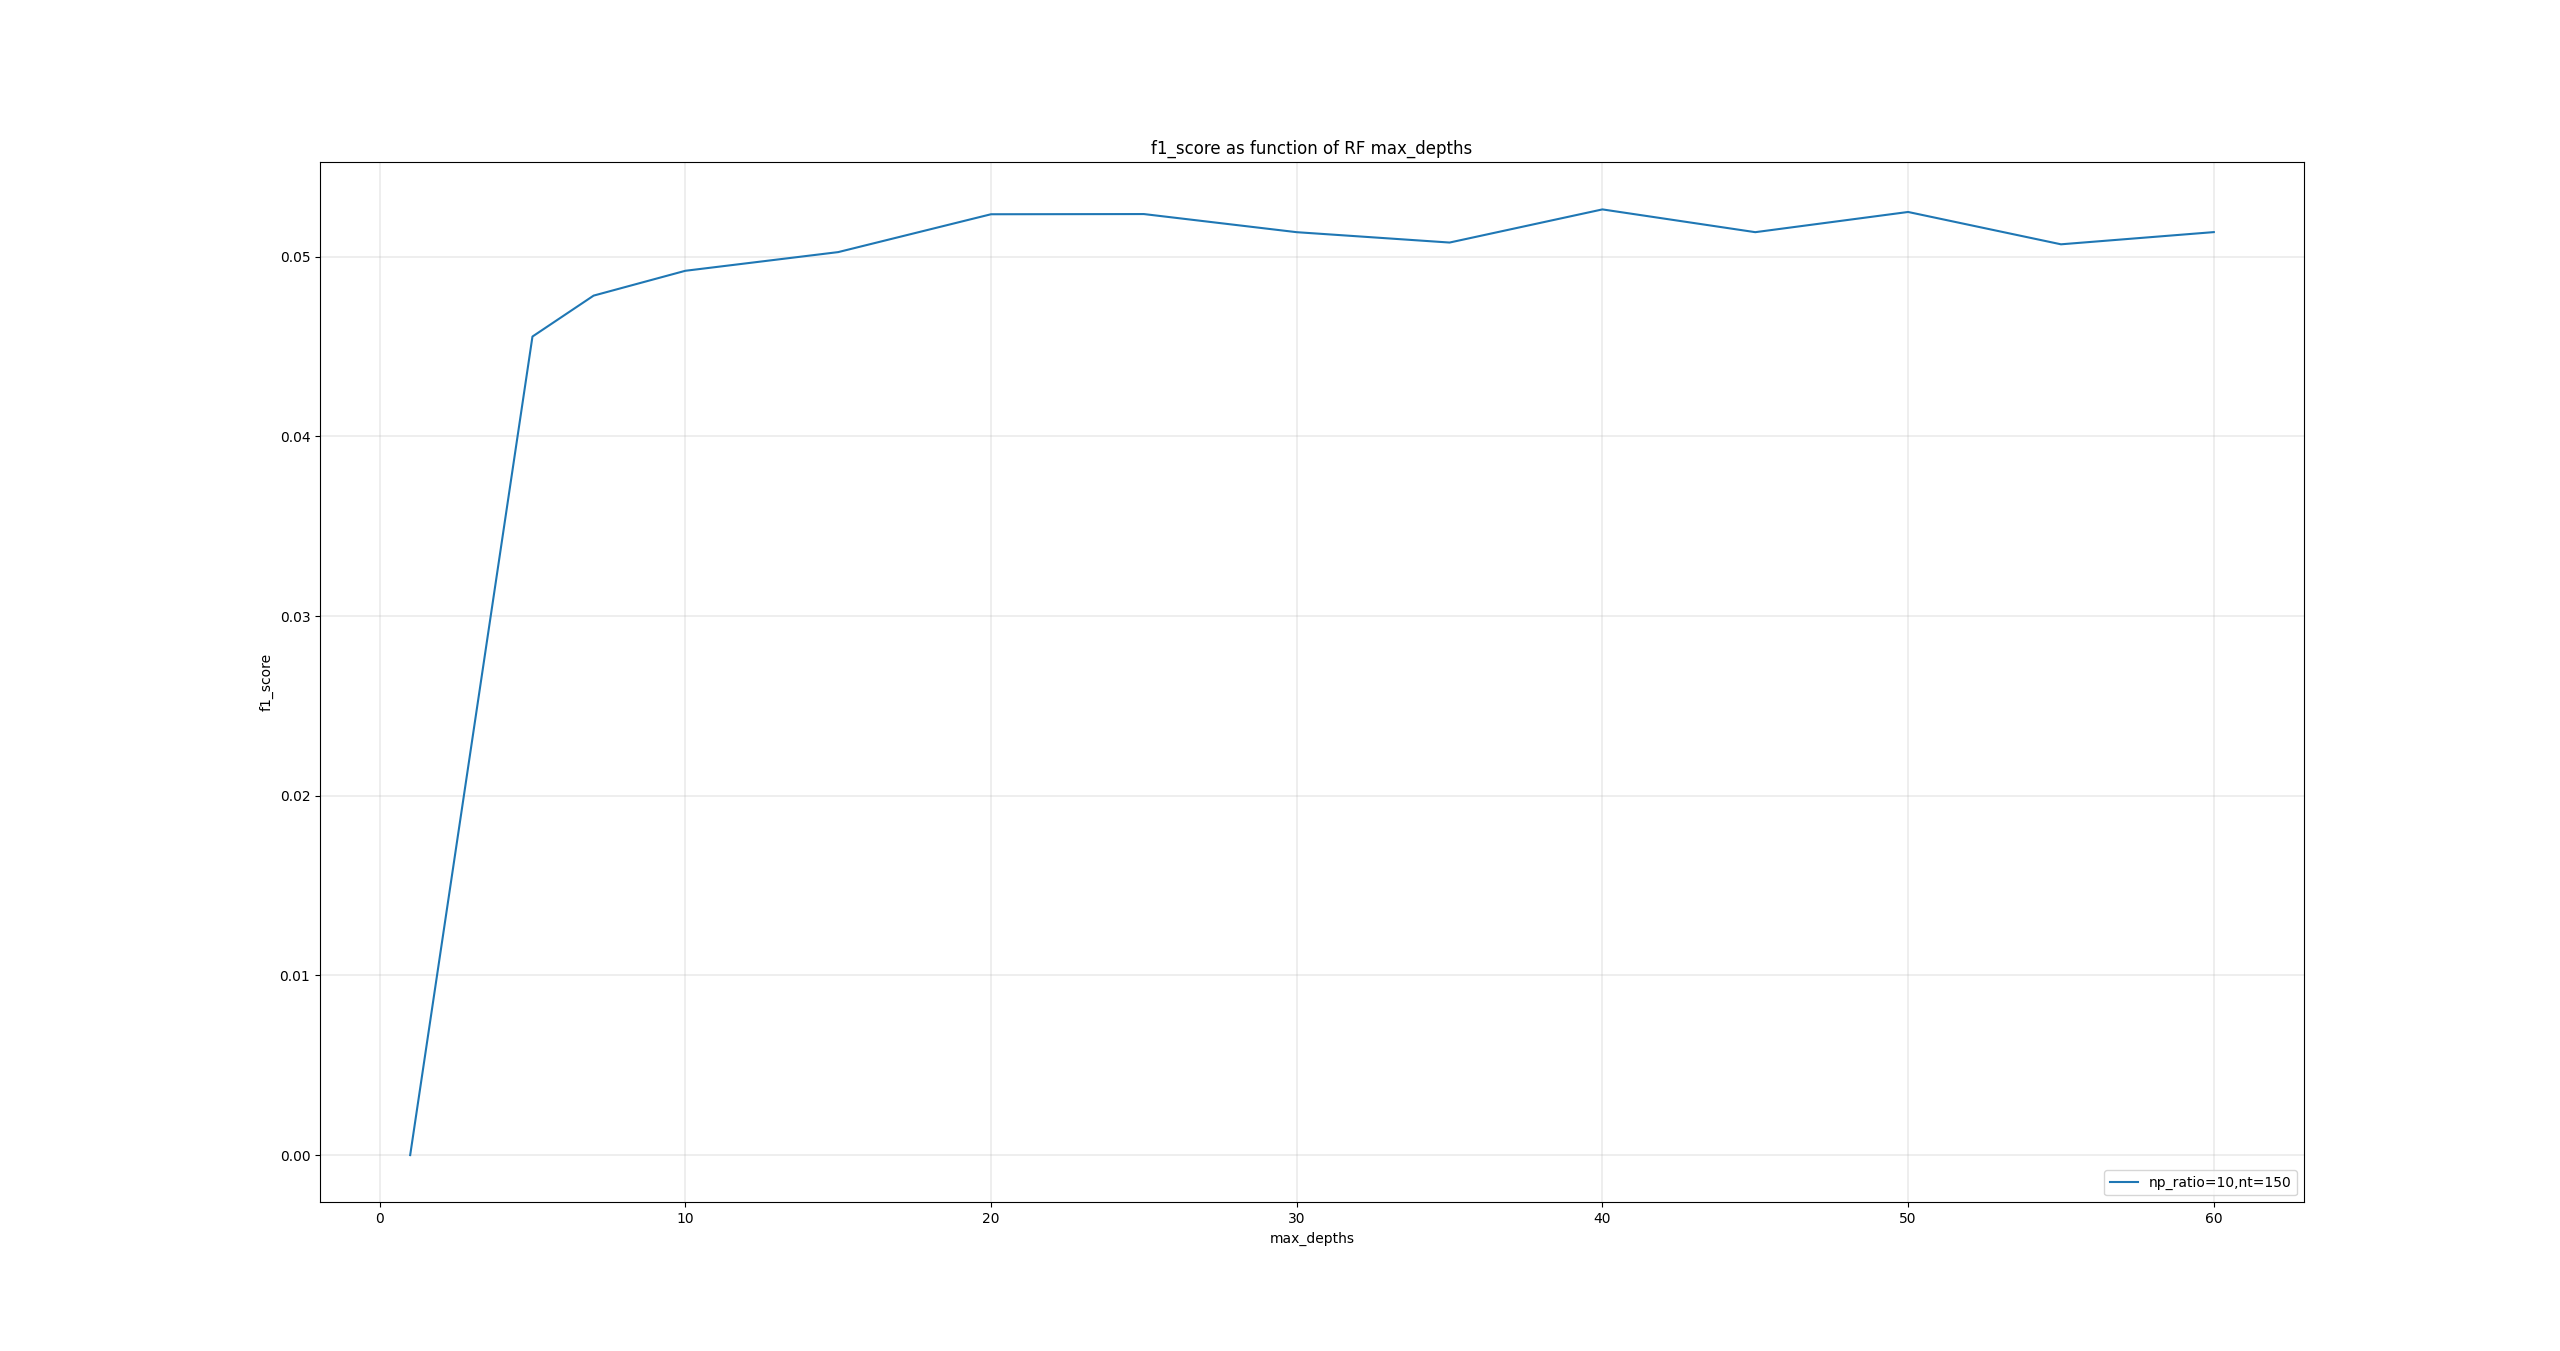 f1_score as function of RF max_depths
0.05
0.04
0.03
0.02
0.01
0.00
f1_score
np_ratio=10,nt=150
0 10 20 30 40 50 60
max_depths